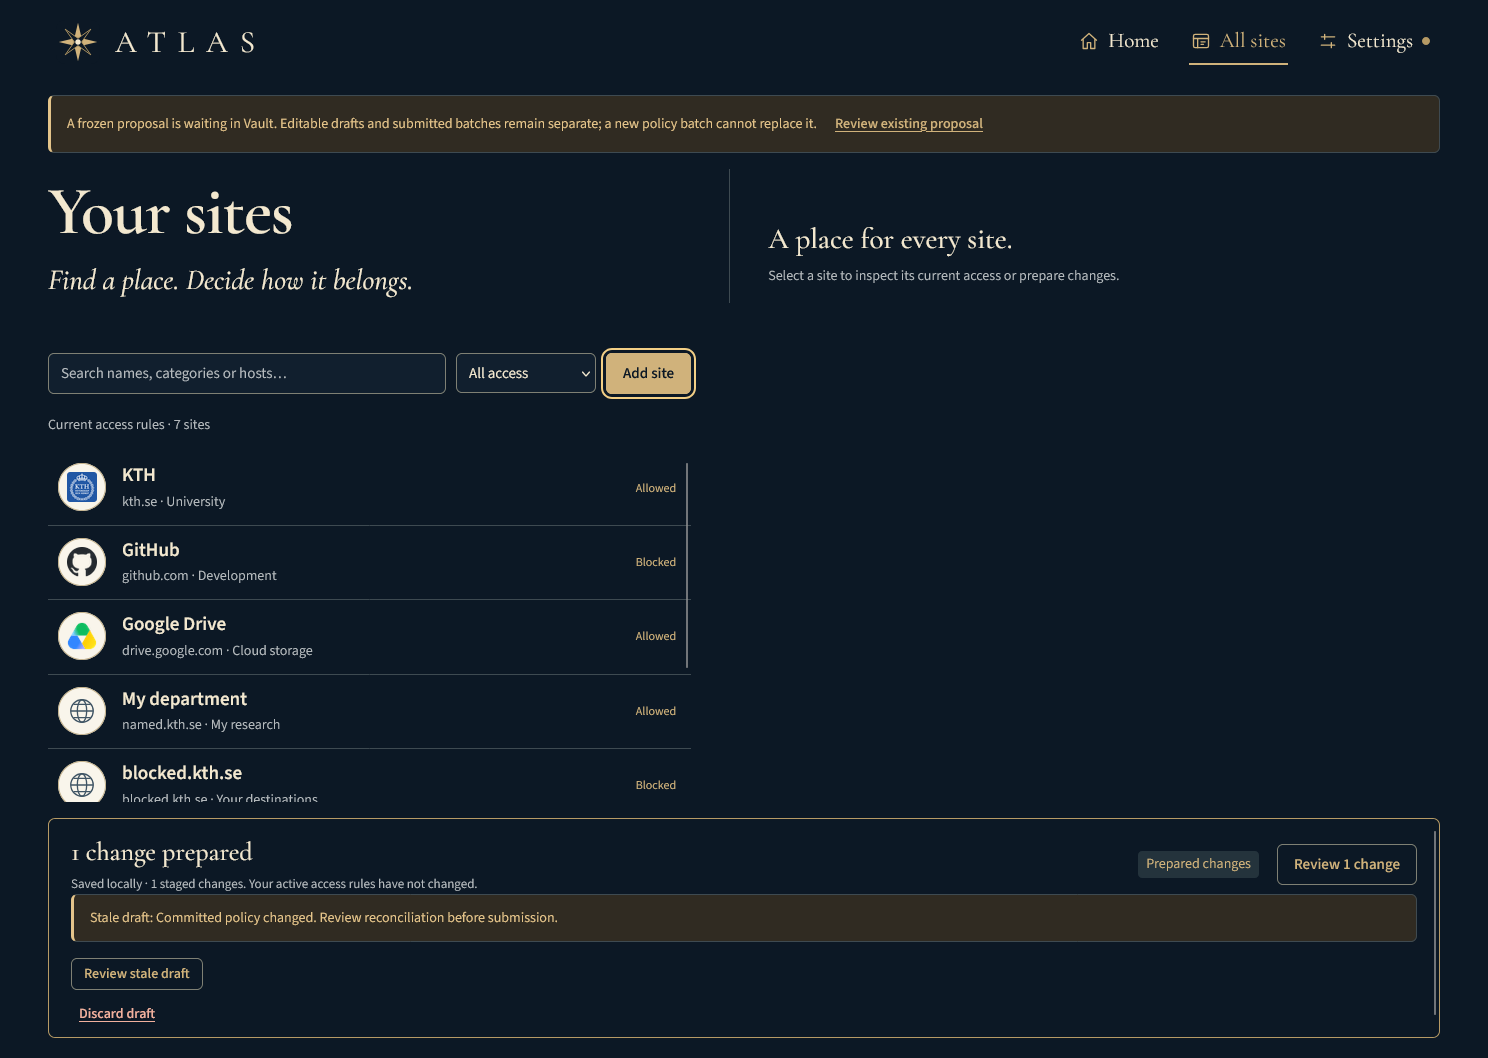 ATLAS
Home
All sites
Settings
A frozen proposal is waiting in Vault. Editable drafts and submitted batches remain separate; a new policy batch cannot replace it. Review existing proposal
Your sites
Find a place. Decide how it belongs.
A place for every site.
Select a site to inspect its current access or prepare changes.
Search names, categories or hosts…
All access
Add site
Current access rules · 7 sites
KTH
kth.se · University
Allowed
GitHub
github.com · Development
Blocked
Google Drive
drive.google.com · Cloud storage
Allowed
My department
named.kth.se · My research
Allowed
blocked.kth.se
blocked.kth.se · Your destinations
Blocked
1 change prepared
Saved locally · 1 staged changes. Your active access rules have not changed.
Prepared changes
Review 1 change
Stale draft: Committed policy changed. Review reconciliation before submission.
Review stale draft
Discard draft